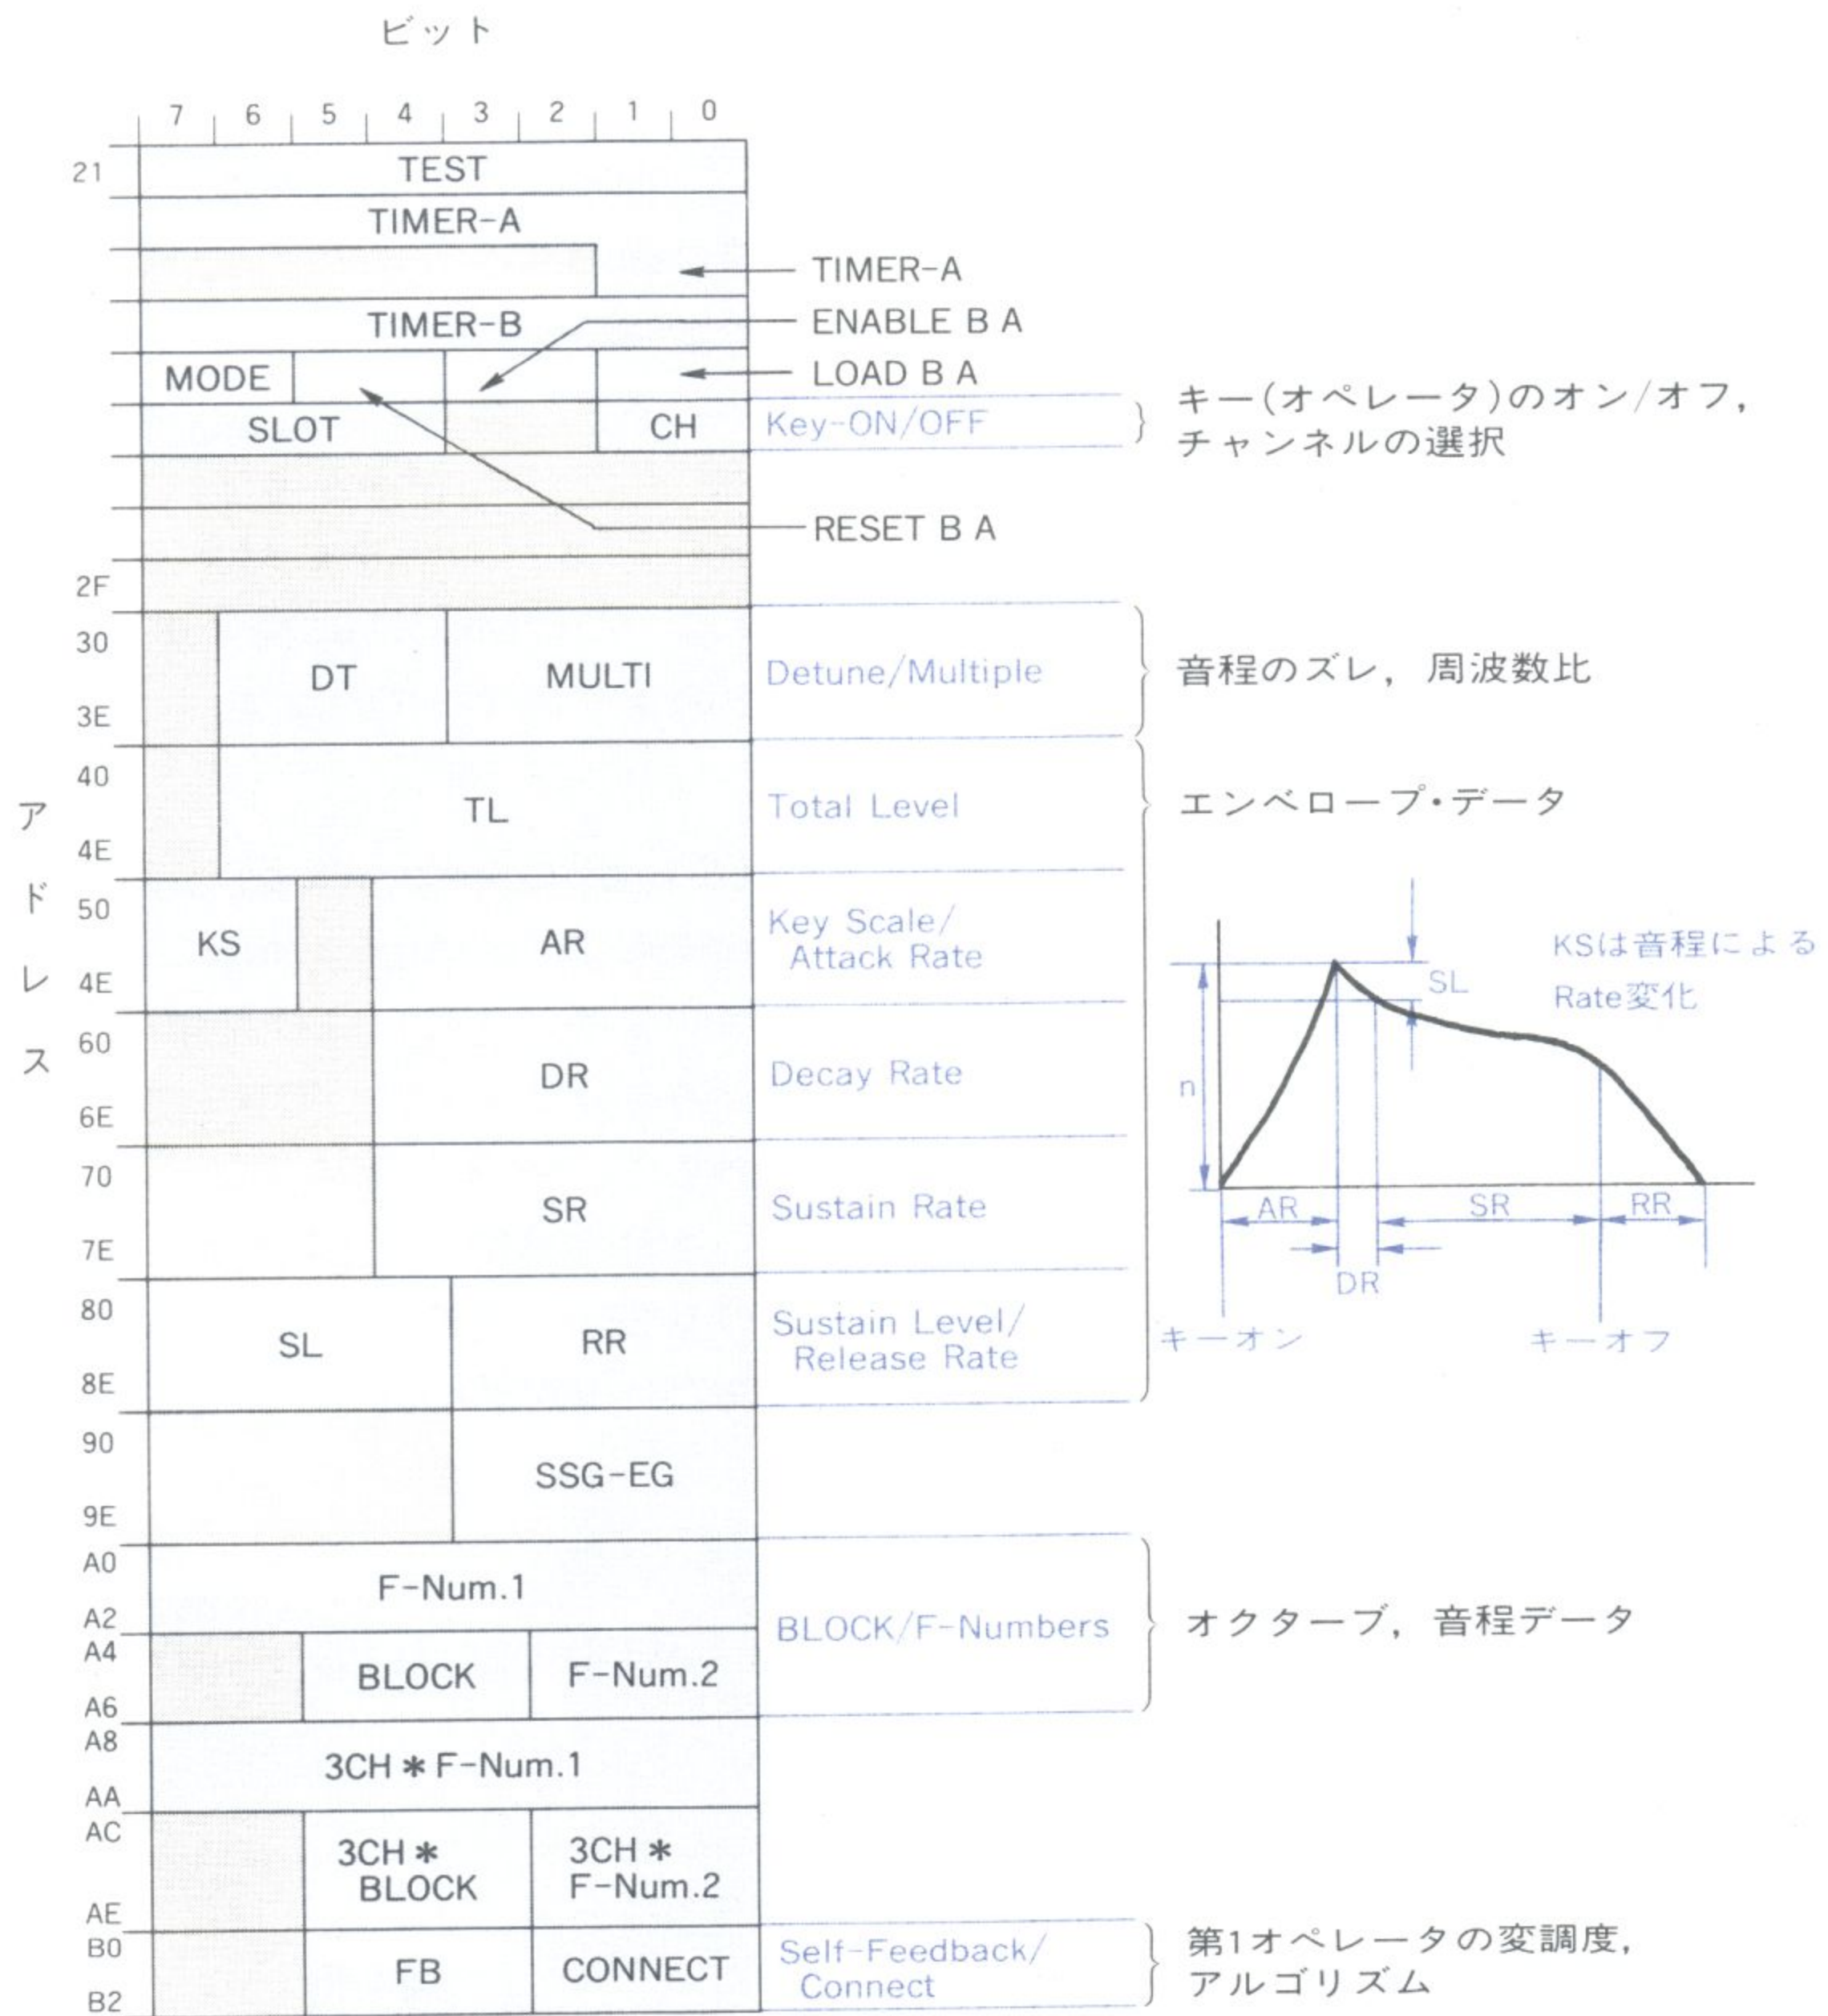 ビット
7 6 5 4 3 2 1 0
21 TEST
TIMER-A
TIMER-A
TIMER-B
ENABLE B A
MODE
LOAD B A
SLOT CH Key-ON/OFF
キー(オペレータ)のオン/オフ,
チャンネルの選択
RESET B A
2F
30
DT MULTI Detune/Multiple
音程のズレ, 周波数比
3E
アドレス
40
TL Total Level
エンベロープ・データ
4E
50
KS AR
Key Scale/
Attack Rate
4E
60
DR Decay Rate
6E
70
SR Sustain Rate
7E
80
SL RR
Sustain Level/
Release Rate
8E
KSは音程による
Rate変化
SL
n
AR SR RR
DR
キーオン キーオフ
90
SSG-EG
9E
A0
F-Num.1
A2
BLOCK/F-Numbers
オクターブ, 音程データ
A4
BLOCK F-Num.2
A6
A8
3CH * F-Num.1
AA
AC
3CH *
BLOCK
3CH *
F-Num.2
AE
B0
FB CONNECT
Self-Feedback/
Connect
第1オペレータの変調度,
アルゴリズム
B2